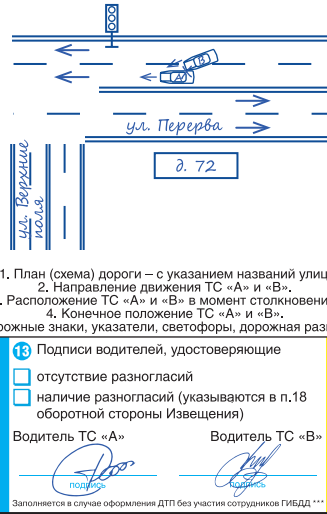 (B)
(A)
ул. Перерва
ул. Верхние
поля
д. 72
1. План (схема) дороги – с указанием названий улиц
2. Направление движения ТС «А» и «В».
. Расположение ТС «А» и «В» в момент столкновени
4. Конечное положение ТС «А» и «В».
рожные знаки, указатели, светофоры, дорожная раз
13 Подписи водителей, удостоверяющие
отсутствие разногласий
наличие разногласий (указываются в п.18
оборотной стороны Извещения)
Водитель ТС «А» Водитель ТС «В»
подпись подпись
Заполняется в случае оформления ДТП без участия сотрудников ГИБДД ***